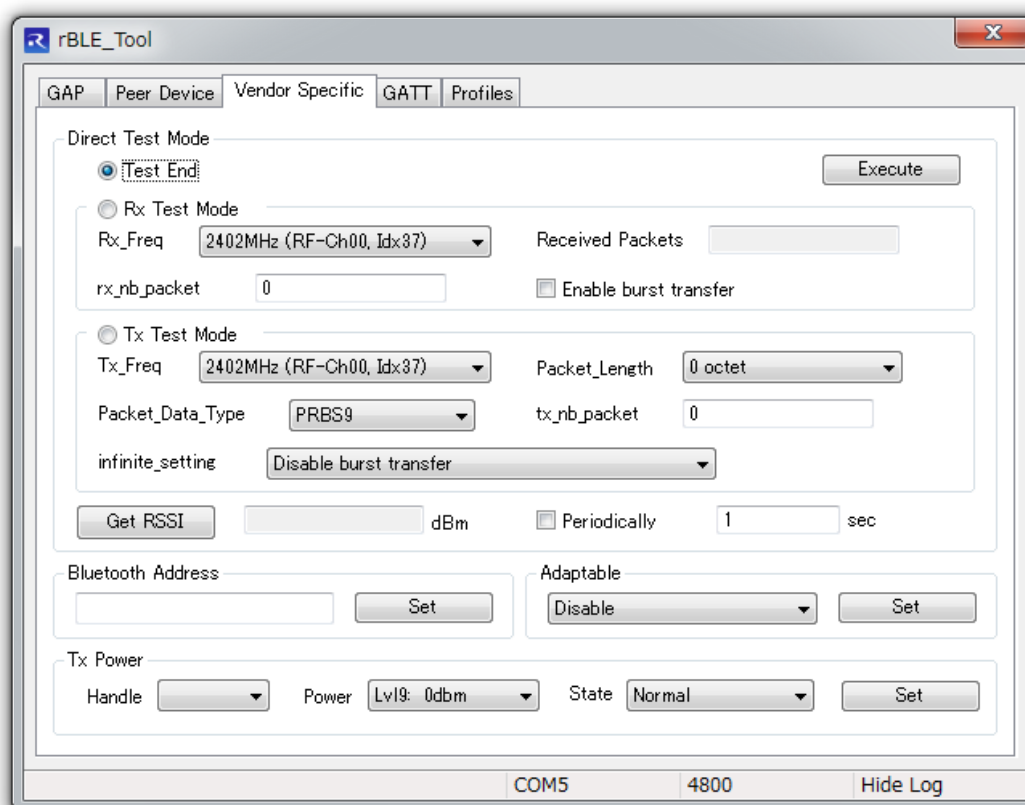 rBLE_Tool
GAP Peer Device Vendor Specific GATT Profiles
Direct Test Mode
Test End Execute
Rx Test Mode
Rx_Freq 2402MHz (RF-Ch00, Idx37) Received Packets
rx_nb_packet 0 Enable burst transfer
Tx Test Mode
Tx_Freq 2402MHz (RF-Ch00, Idx37) Packet_Length 0 octet
Packet_Data_Type PRBS9 tx_nb_packet 0
infinite_setting Disable burst transfer
Get RSSI dBm Periodically 1 sec
Bluetooth Address Adaptable
Set Disable Set
Tx Power
Handle Power Lvl9: 0dbm State Normal Set
COM5 4800 Hide Log